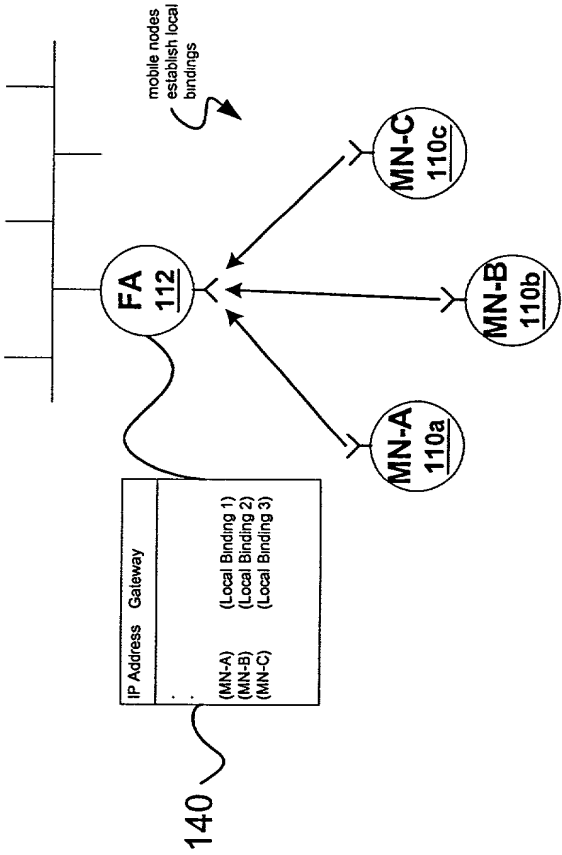 mobile nodes
establish local
bindings
FA
112
MN-A
110a
MN-B
110b
MN-C
110c
IP Address Gateway
(MN-A) (Local Binding 1)
(MN-B) (Local Binding 2)
(MN-C) (Local Binding 3)
140